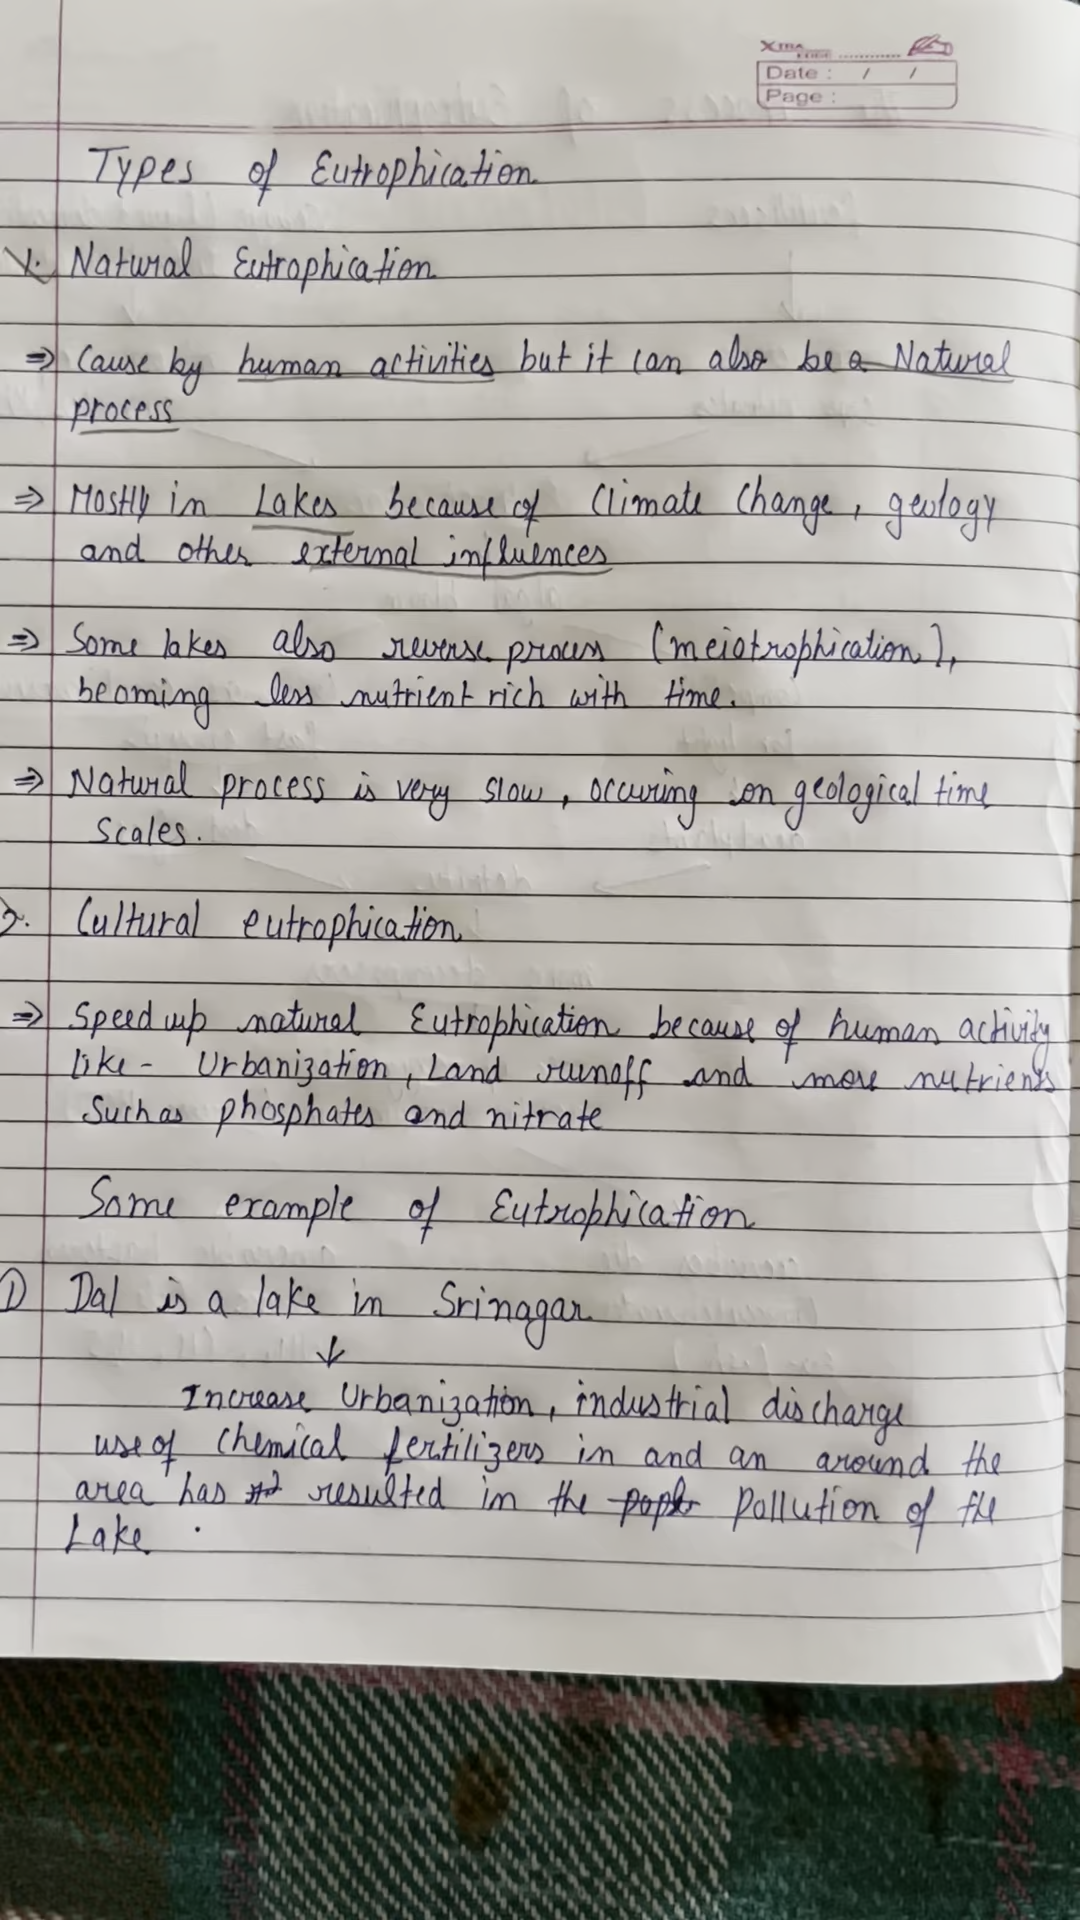 XTRA
Date : / /
Page :
Types of Eutrophication
1. Natural Eutrophication
⇒ Cause by human activities but it can also be a Natural
process
⇒ Mostly in Lakes because of Climate Change, geology
and other external influences
⇒ Some lakes also reverse process (meiotrophication),
becoming less nutrient rich with time.
⇒ Natural process is very slow, occuring on geological time
Scales.
2. Cultural eutrophication
⇒ Speed up natural Eutrophication because of human activity
like - Urbanization, Land runoff and more nutrients
Such as phosphates and nitrate
Some example of Eutrophication
① Dal is a lake in Srinagar
↓
Increase Urbanization, industrial discharge
use of Chemical fertilizers in and an around the
area has resulted in the Pollution of the
Lake.